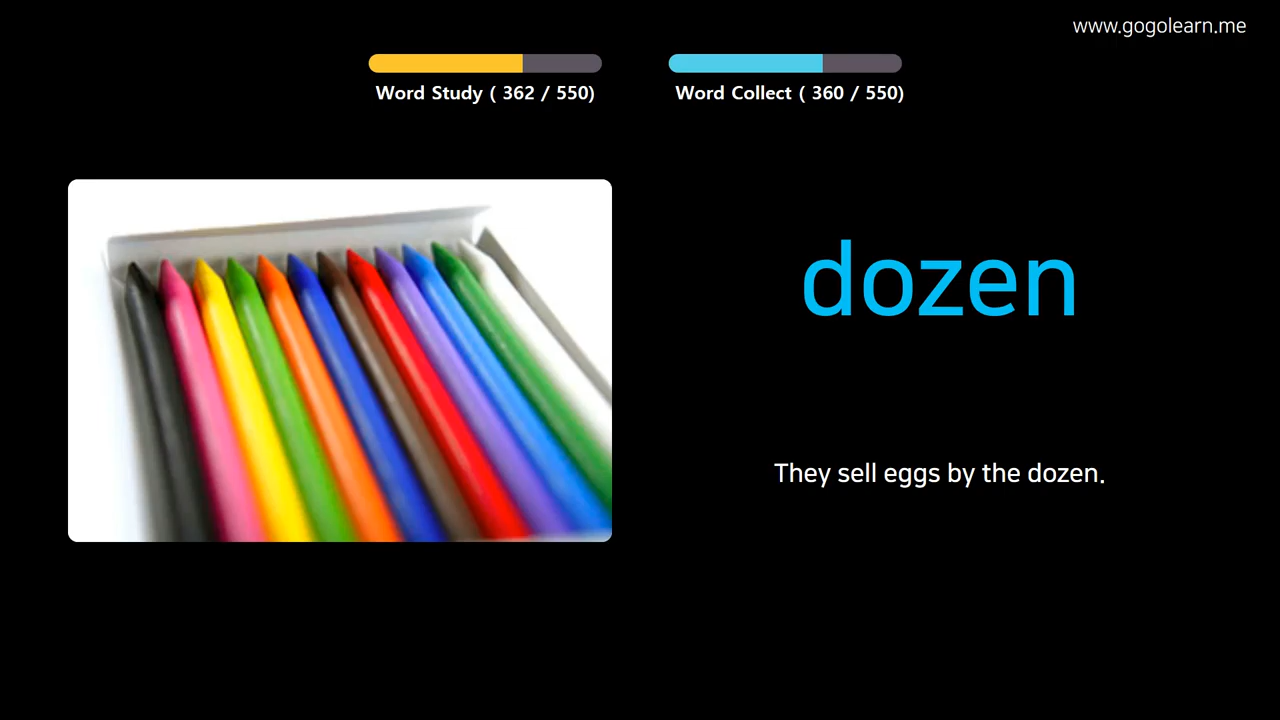 www.gogolearn.me
Word Study ( 362 / 550)
Word Collect ( 360 / 550)
dozen
They sell eggs by the dozen.